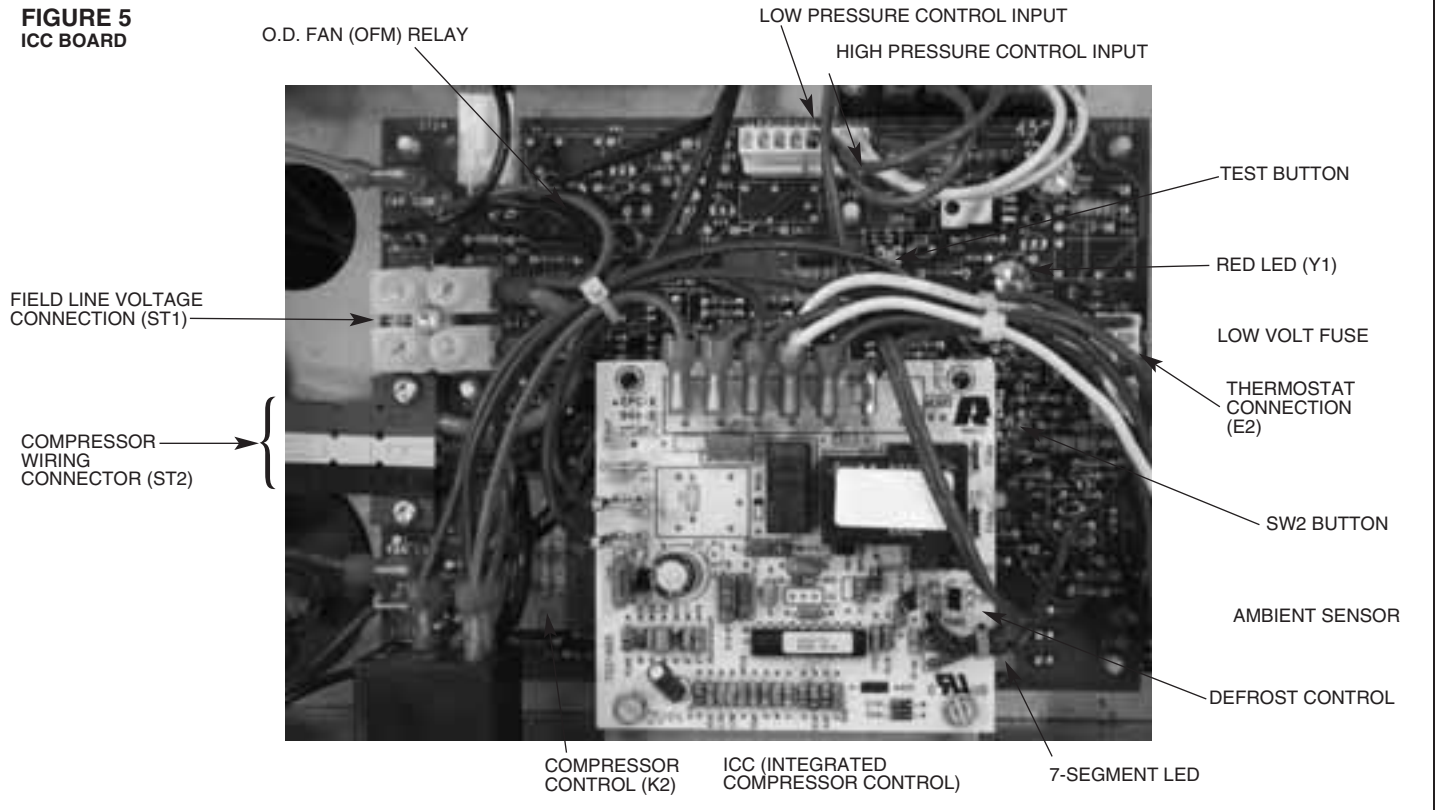 FIGURE 5
ICC BOARD
O.D. FAN (OFM) RELAY
LOW PRESSURE CONTROL INPUT
HIGH PRESSURE CONTROL INPUT
TEST BUTTON
RED LED (Y1)
FIELD LINE VOLTAGE
CONNECTION (ST1)
LOW VOLT FUSE
THERMOSTAT
CONNECTION
(E2)
COMPRESSOR
WIRING
CONNECTOR (ST2)
SW2 BUTTON
AMBIENT SENSOR
DEFROST CONTROL
COMPRESSOR
CONTROL (K2)
ICC (INTEGRATED
COMPRESSOR CONTROL)
7-SEGMENT LED